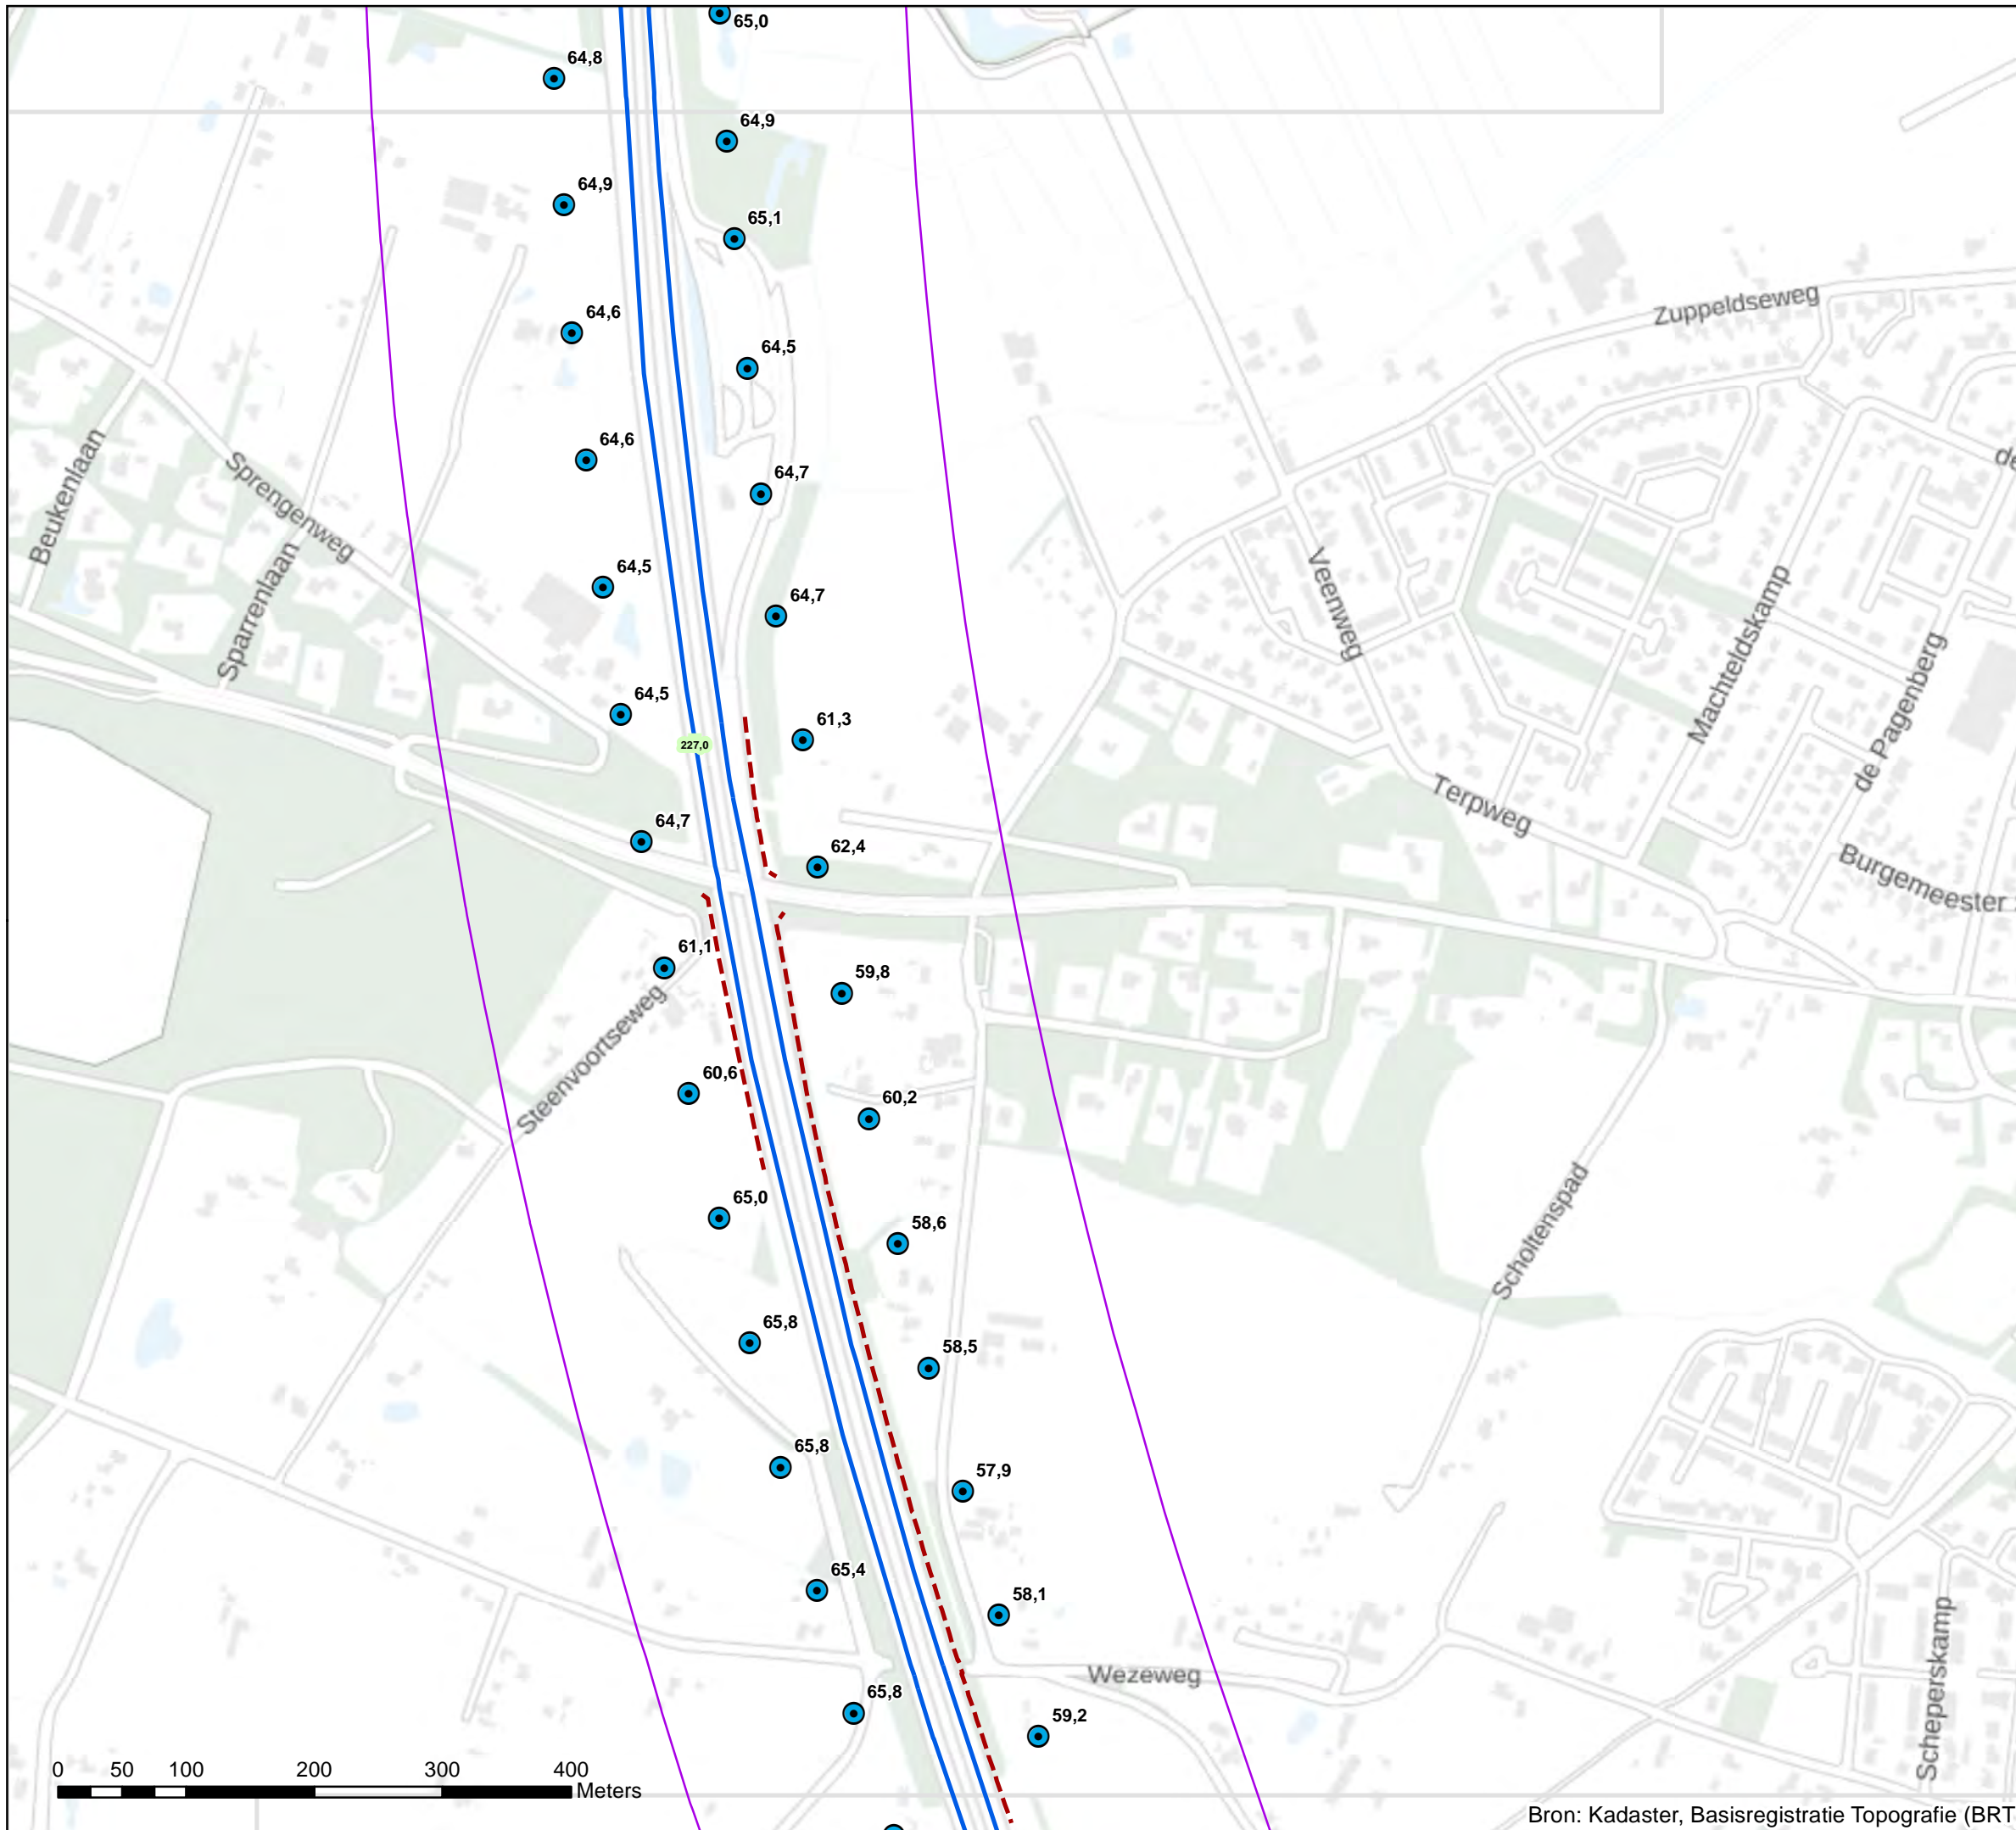 65,0
64,8
64,9
64,9
65,1
Zuppeldseweg
64,6
64,5
64,6
64,7
Beukenlaan
Sprengenweg
Sparrenlaan
64,5
64,7
Veenweg
Machteldskamp
de Pagenberg
de
64,5
61,3
227,0
64,7
62,4
Terpweg
Burgemeester
61,1
59,8
Steenvoortseweg
60,6
60,2
65,0
58,6
Scholtenspad
65,8
58,5
65,8
57,9
65,4
58,1
Wezeweg
Scheperskamp
65,8
59,2
0 50 100 200 300 400
Meters
Bron: Kadaster, Basisregistratie Topografie (BRT